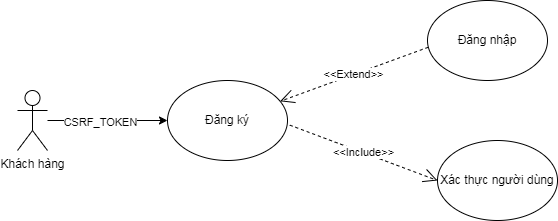 Đăng nhập
<<Extend>>
CSRF_TOKEN
Đăng ký
<<Include>>
Khách hàng
Xác thực người dùng